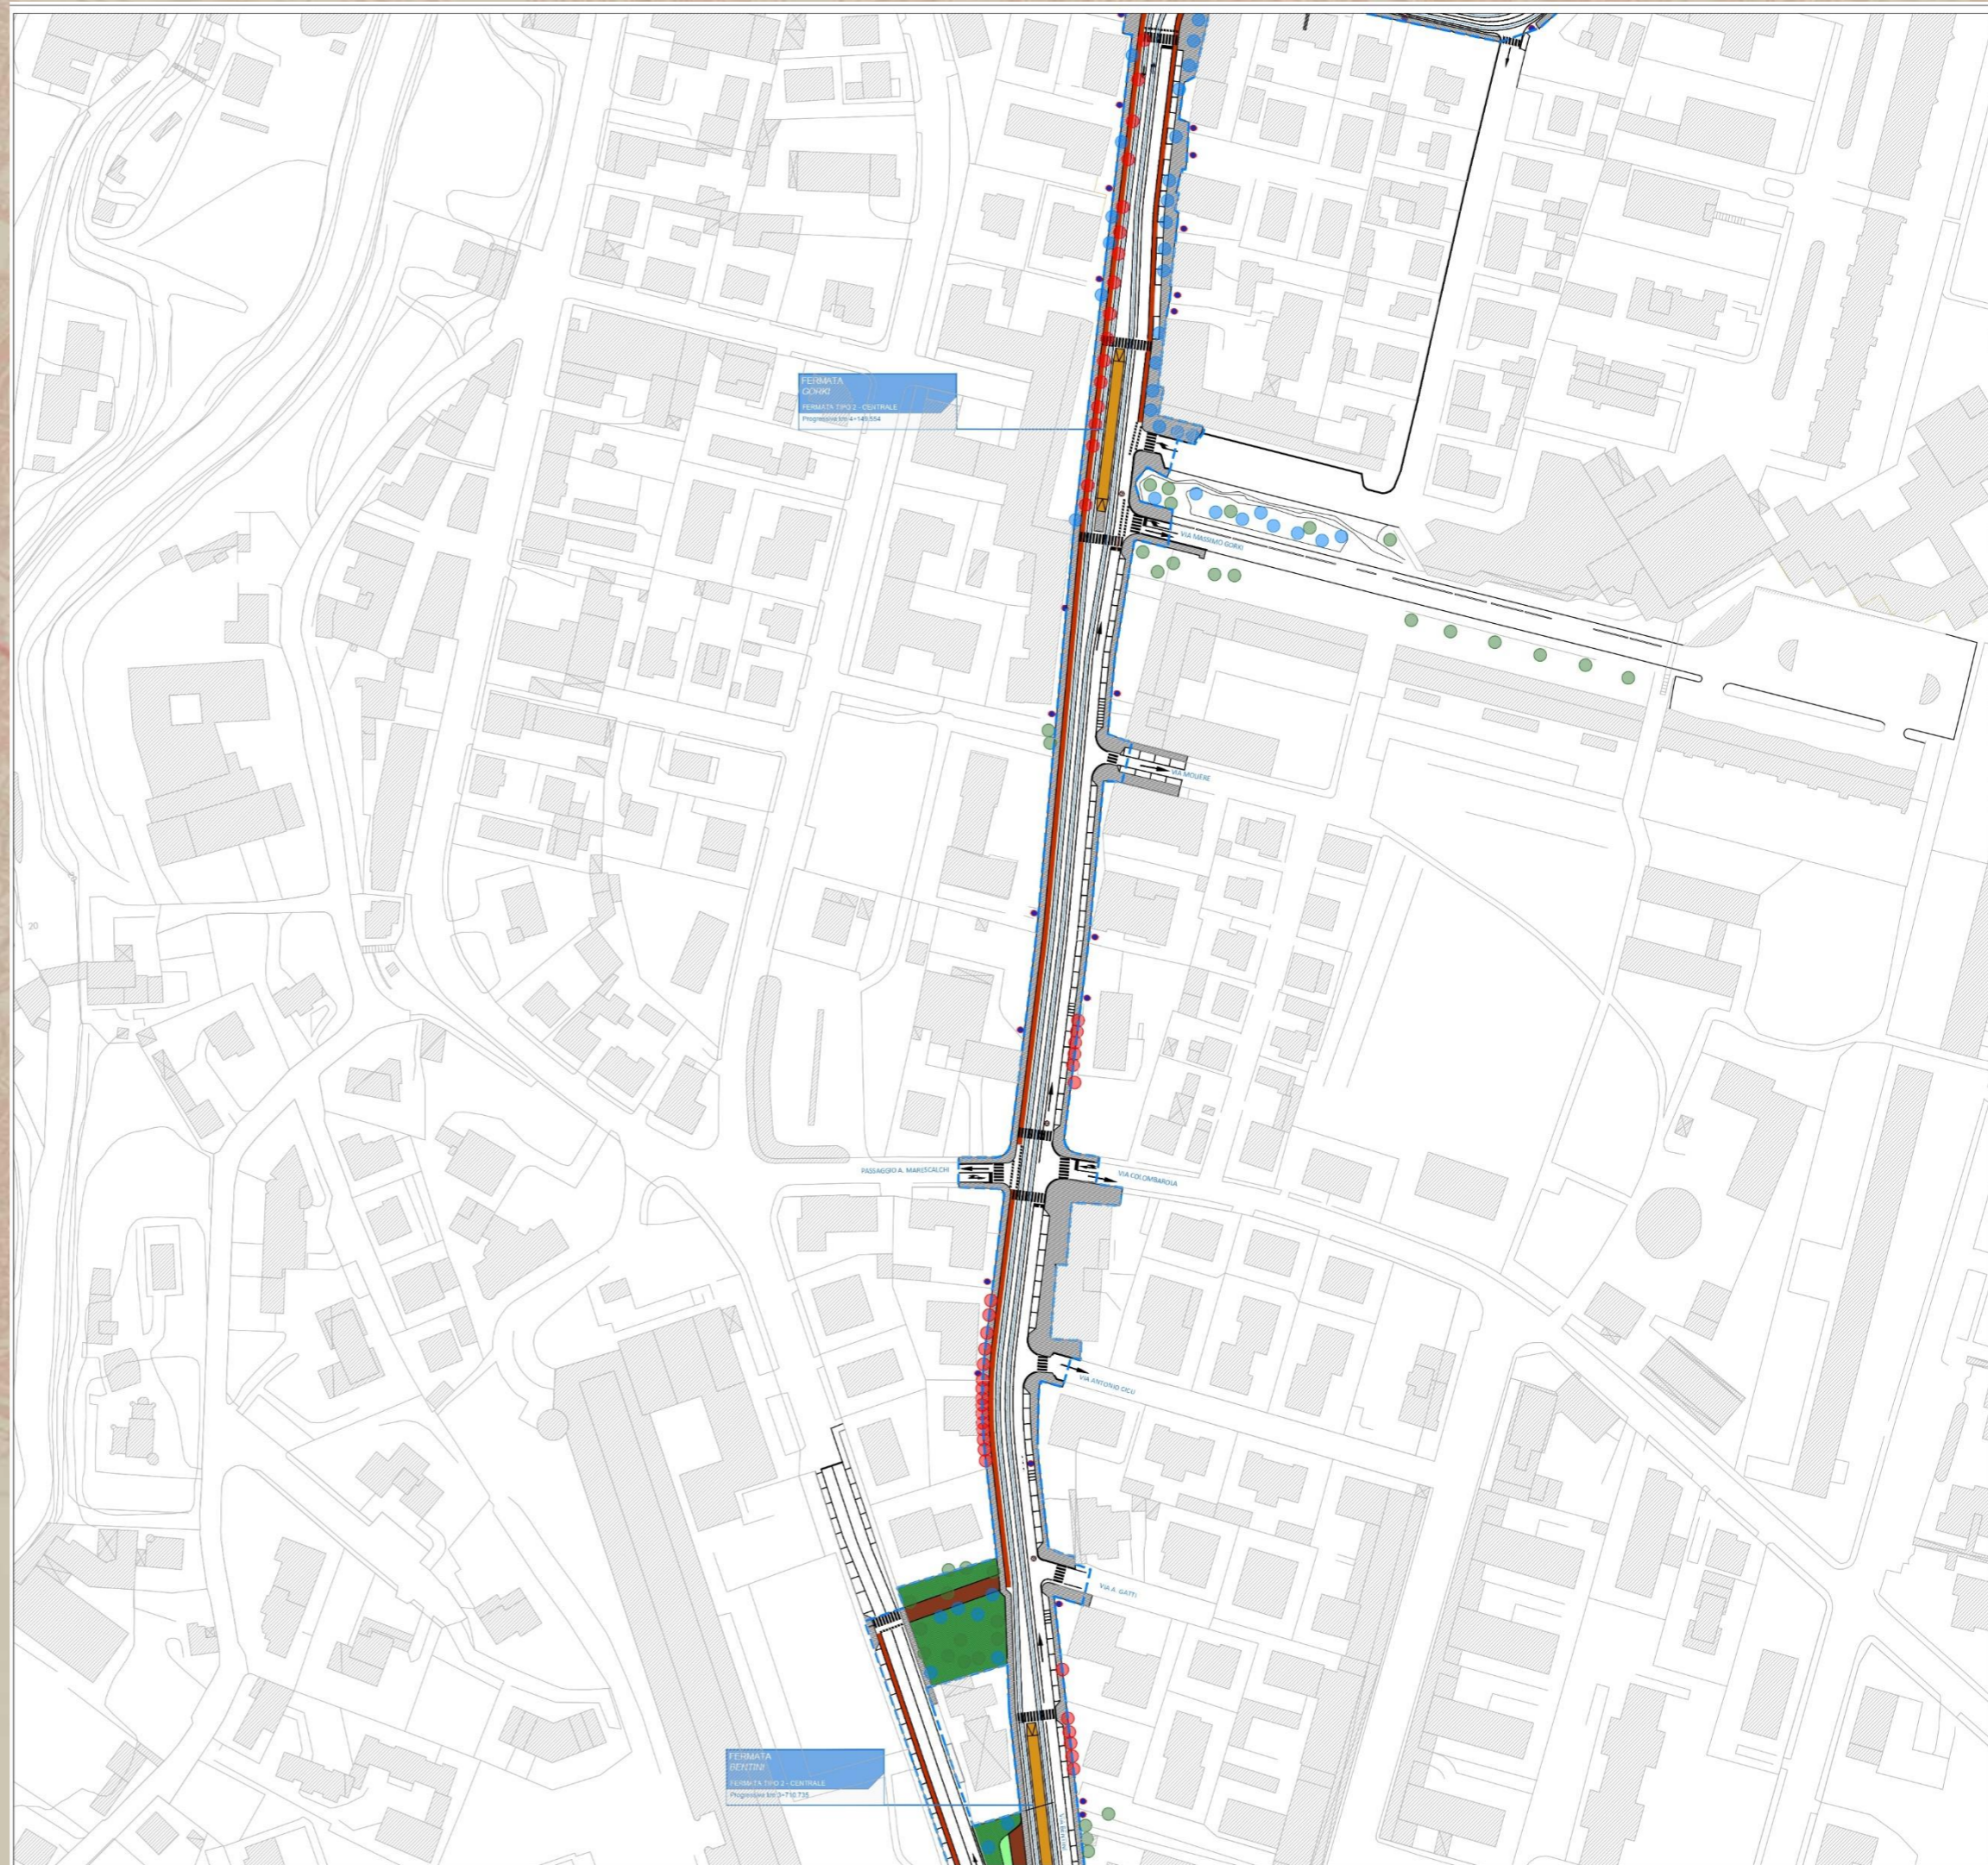 FERMATA
GORKI
FERMATA TIPO 2 - CENTRALE
VIA MASSIMO GORKI
VIA MOLIERE
20
PASSAGGIO A. MARESCALCHI
VIA COLOMBAROLA
VIA ANTONIO CICU
VIA A. GATTI
FERMATA
BENTINI
FERMATA TIPO 2 - CENTRALE